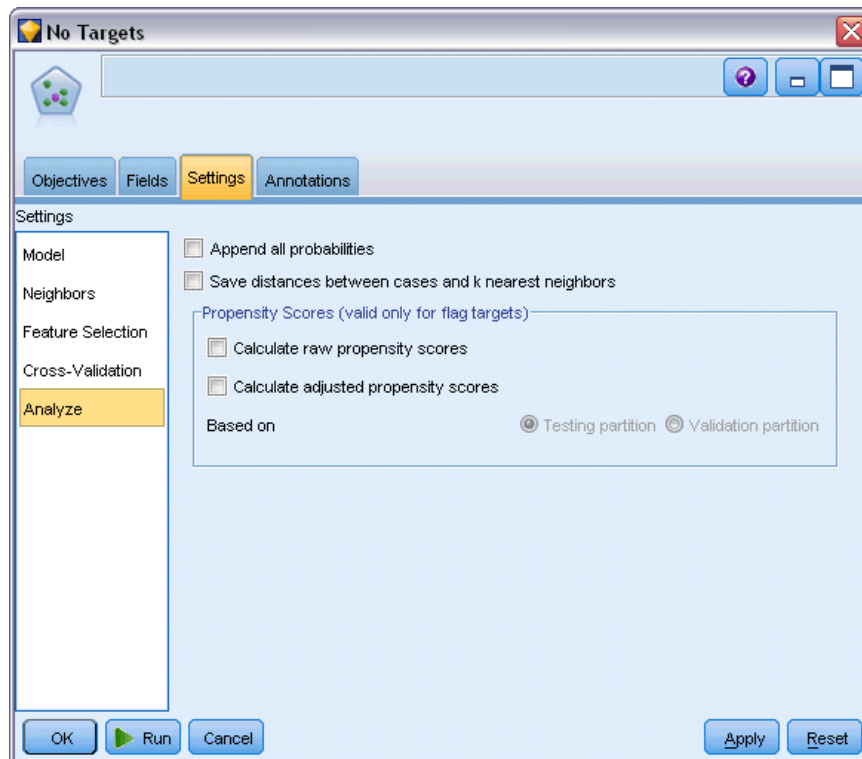 No Targets
Objectives Fields Settings Annotations
Settings
Model
Neighbors
Feature Selection
Cross-Validation
Analyze
Append all probabilities
Save distances between cases and k nearest neighbors
Propensity Scores (valid only for flag targets)
Calculate raw propensity scores
Calculate adjusted propensity scores
Based on Testing partition Validation partition
OK Run Cancel Apply Reset